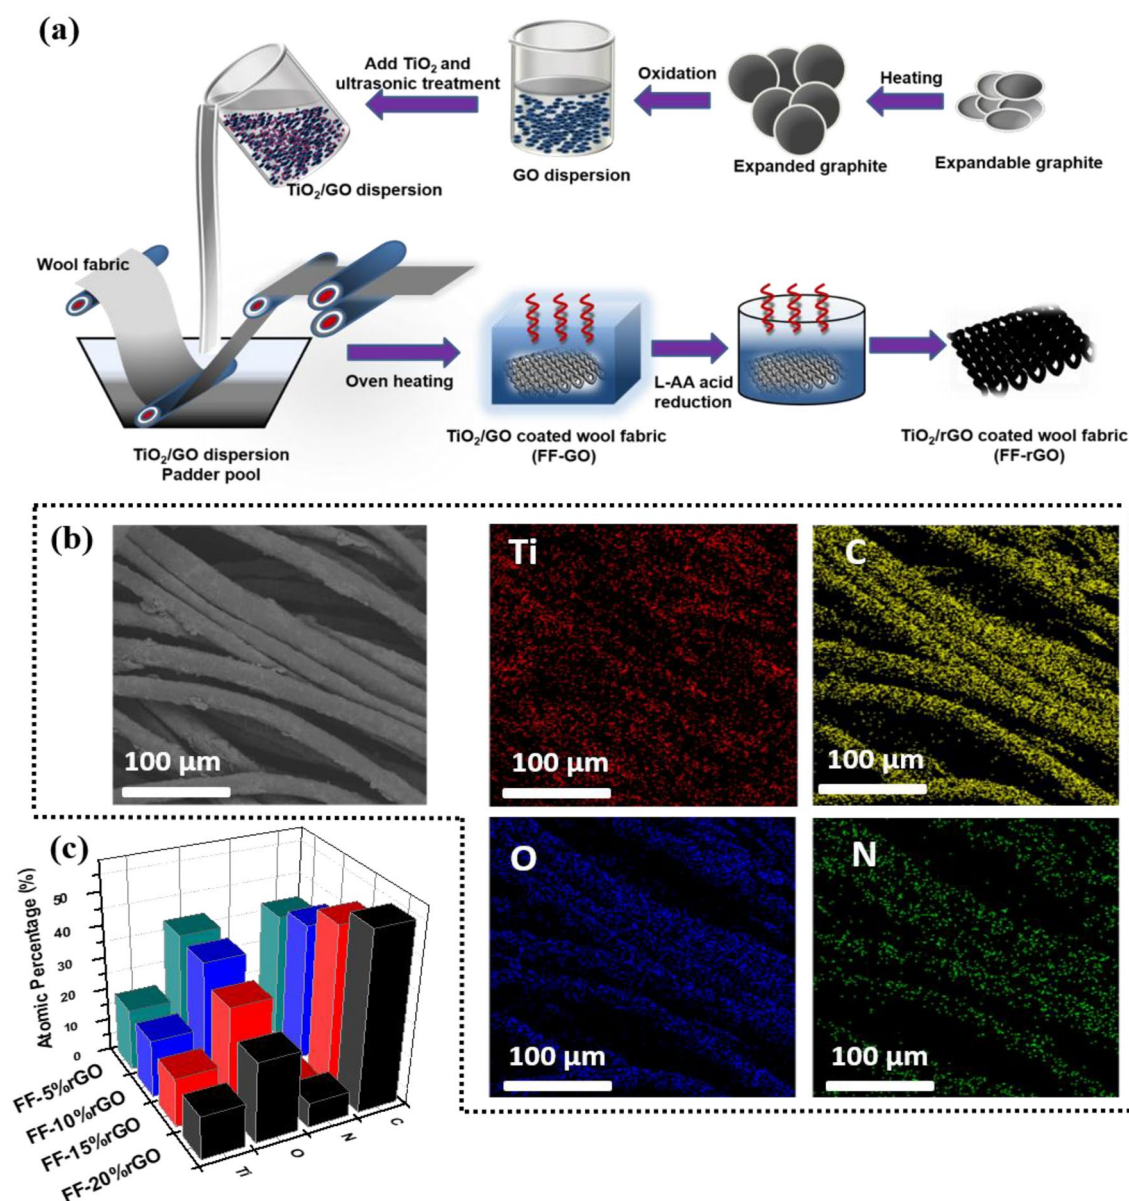 (a)
Add TiO₂ and
ultrasonic treatment
Oxidation
Heating
TiO₂/GO dispersion
GO dispersion
Expanded graphite
Expandable graphite
Wool fabric
Oven heating
L-AA acid
reduction
TiO₂/GO dispersion
Padder pool
TiO₂/GO coated wool fabric
(FF-GO)
TiO₂/rGO coated wool fabric
(FF-rGO)
(b)
100 μm
Ti
100 μm
C
100 μm
O
100 μm
N
100 μm
(c)
Atomic Percentage (%)
50
40
30
20
10
0
FF-5%rGO
FF-10%rGO
FF-15%rGO
FF-20%rGO
Ti
O
N
C